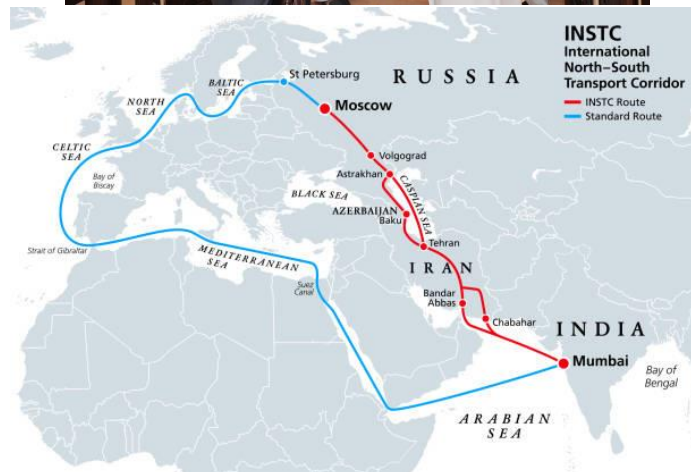 INSTC
International
North–South
Transport Corridor
INSTC Route
Standard Route
St Petersburg
RUSSIA
BALTIC
SEA
NORTH
SEA
Moscow
CELTIC
SEA
Volgograd
Bay of
Biscay
Astrakhan
CASPIAN SEA
BLACK SEA
AZERBAIJAN
Baku
Strait of Gibraltar
MEDITERRANEAN
SEA
Tehran
IRAN
Suez
Canal
Bandar
Abbas
Chabahar
INDIA
Mumbai
Bay of
Bengal
ARABIAN
SEA